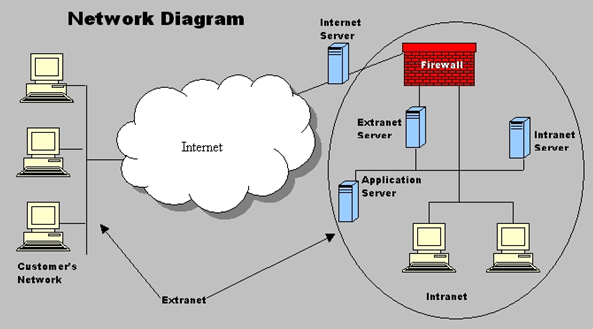 Network Diagram
Internet
Server
Firewall
Extranet
Server
Intranet
Server
Internet
Application
Server
Customer's
Network
Extranet
Intranet